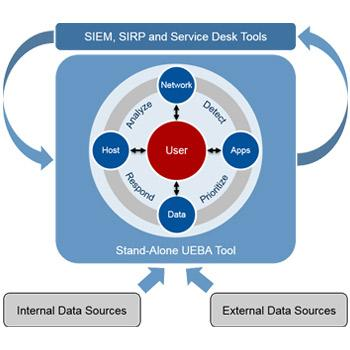 SIEM, SIRP and Service Desk Tools
Network
Analyze
Detect
Host
User
Apps
Respond
Prioritize
Data
Stand-Alone UEBA Tool
Internal Data Sources
External Data Sources